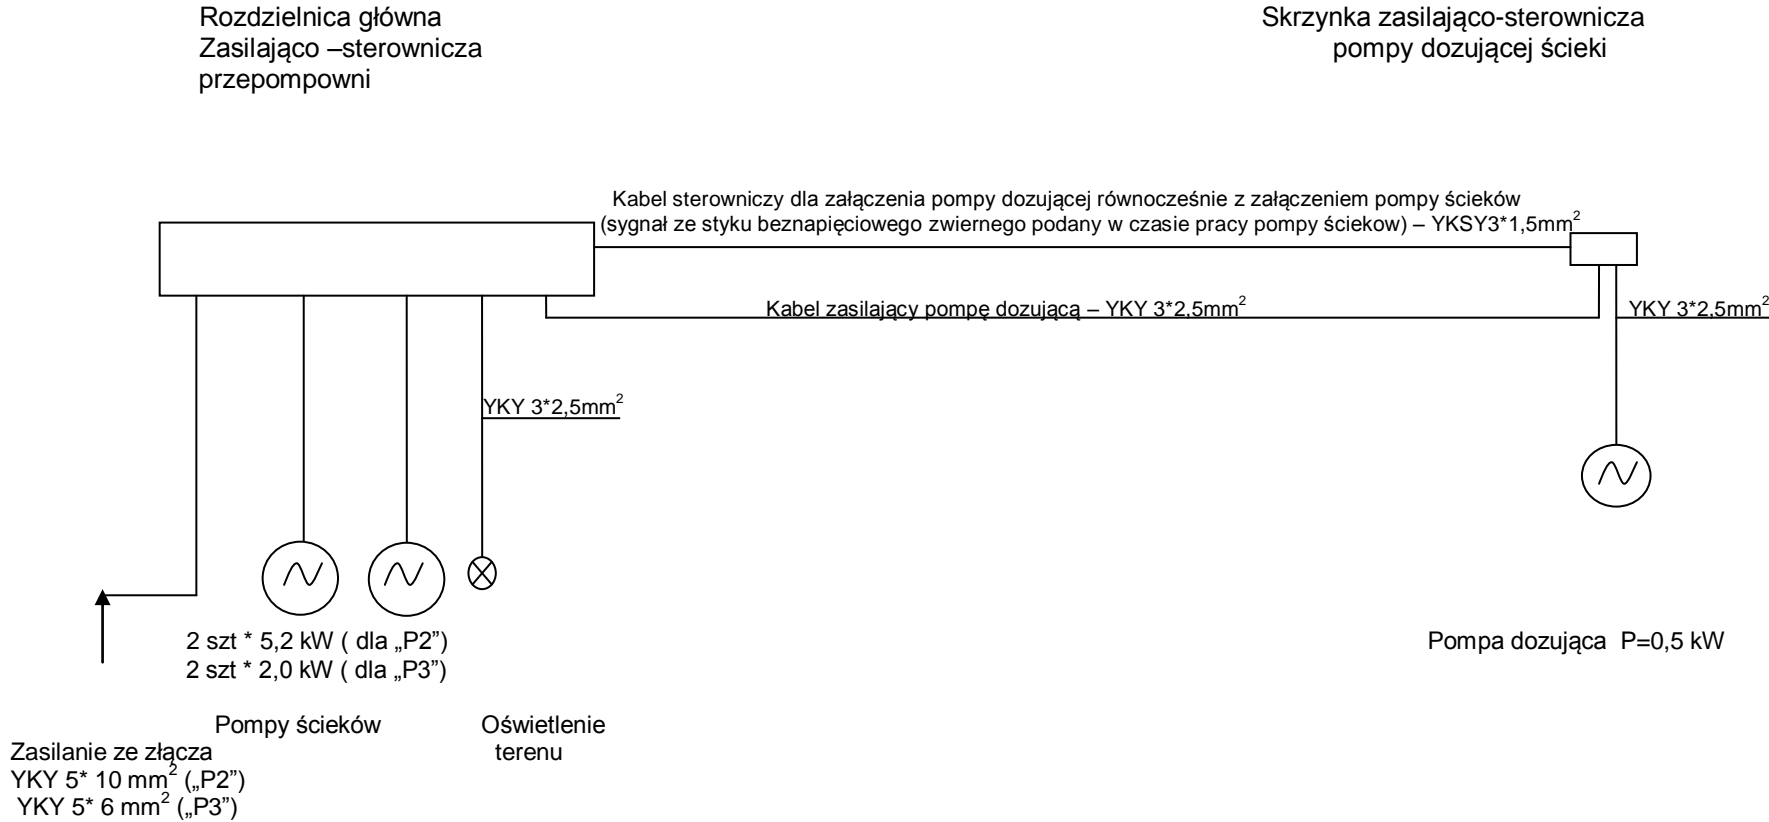 Rozdzielnica główna
Zasilająco –sterownicza
przepompowni
Skrzynka zasilająco-sterownicza
pompy dozującej ścieki
Kabel sterowniczy dla załączenia pompy dozującej równocześnie z załączeniem pompy ścieków
(sygnał ze styku beznapięciowego zwiernego podany w czasie pracy pompy ściekow) – YKSY3*1,5mm²
Kabel zasilający pompę dozującą – YKY 3*2,5mm²
YKY 3*2,5mm²
YKY 3*2,5mm²
2 szt * 5,2 kW ( dla „P2”)
2 szt * 2,0 kW ( dla „P3”)
Pompa dozująca P=0,5 kW
Pompy ścieków
Oświetlenie
terenu
Zasilanie ze złącza
YKY 5* 10 mm² („P2”)
YKY 5* 6 mm² („P3”)